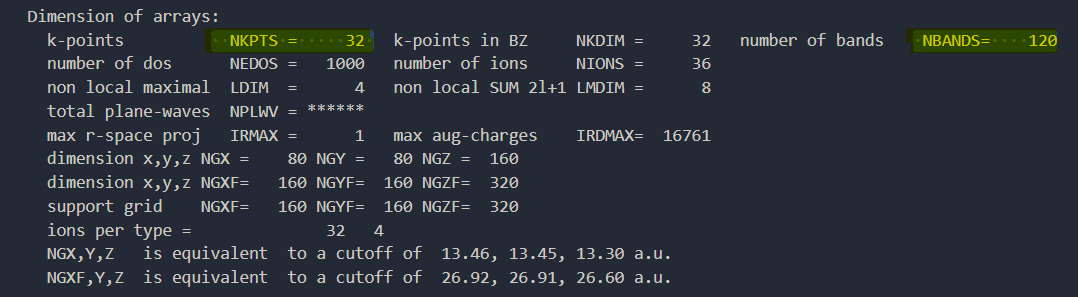 Dimension of arrays:
k-points NKPTS = 32 k-points in BZ NKDIM = 32 number of bands NBANDS= 120
number of dos NEDOS = 1000 number of ions NIONS = 36
non local maximal LDIM = 4 non local SUM 2l+1 LMDIM = 8
total plane-waves NPLWV = ******
max r-space proj IRMAX = 1 max aug-charges IRDMAX= 16761
dimension x,y,z NGX = 80 NGY = 80 NGZ = 160
dimension x,y,z NGXF= 160 NGYF= 160 NGZF= 320
support grid NGXF= 160 NGYF= 160 NGZF= 320
ions per type = 32 4
NGX,Y,Z is equivalent to a cutoff of 13.46, 13.45, 13.30 a.u.
NGXF,Y,Z is equivalent to a cutoff of 26.92, 26.91, 26.60 a.u.